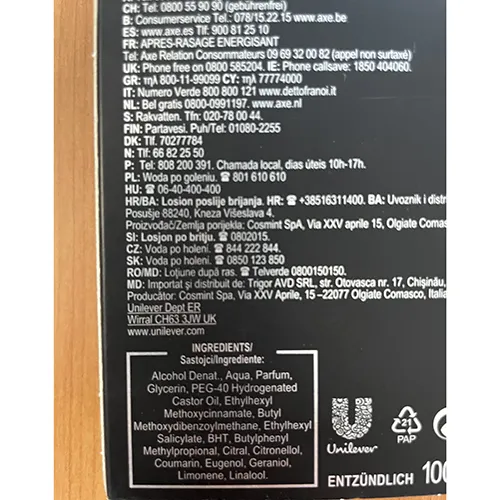 CH: Tel: 0800 55 90 90 (gebührenfrei)
B: Consumerservice Tel.: 078/15.22.15 www.axe.be
ES: www.axe.es Tlf: 900 81 25 10
FR: APRES-RASAGE ENERGISANT
Tel: Axe Relation Consommateurs 09 69 32 00 82 (appel non surtaxé)
UK: Phone free on 0800 585204. IE: Phone callsave: 1850 404060.
GR: τηλ 800-11-99099 CY: τηλ 77774000
IT: Numero Verde 800 800 121 www.dettofranoi.it
NL: Bel gratis 0800-0991197. www.axe.nl
S: Rakvatten. Tfn: 020-78 00 44.
FIN: Partavesi. Puh/Tel: 01080-2255
DK: Tlf: 70277784
N: Tlf: 66 82 25 50
P: Tel: 808 200 391. Chamada local, dias úteis 10h-17h.
PL: Woda po goleniu. ☎ 801 610 610
HU: ☎ 06-40-400-400
HR/BA: Losion poslije brijanja. HR: ☎ +38516311400. BA: Uvoznik i distr
Posušje 88240, Kneza Višeslava 4.
Proizvođač/Zemlja porijekla: Cosmint SpA, Via XXV aprile 15, Olgiate Comas
SI: Losjon po britju. ☎ 0802015.
CZ: Voda po holení. ☎ 844 222 844.
SK: Voda po holení. ☎ 0850 123 850
RO/MD: Loțiune după ras. ☎ Telverde 0800150150.
MD: Importat și distribuit de: Trigor AVD SRL, str. Otovasca nr. 17, Chișinău,
Producător: Cosmint Spa, Via XXV Aprile, 15 –22077 Olgiate Comasco, Italia
Unilever Dept ER
Wirral CH63 3JW UK
www.unilever.com
INGREDIENTS/
Sastojci/Ingrediente:
Alcohol Denat., Aqua, Parfum,
Glycerin, PEG-40 Hydrogenated
Castor Oil, Ethylhexyl
Methoxycinnamate, Butyl
Methoxydibenzoylmethane, Ethylhexyl
Salicylate, BHT, Butylphenyl
Methylpropional, Citral, Citronellol,
Coumarin, Eugenol, Geraniol,
Limonene, Linalool.
Unilever
21
PAP
ENTZÜNDLICH 100